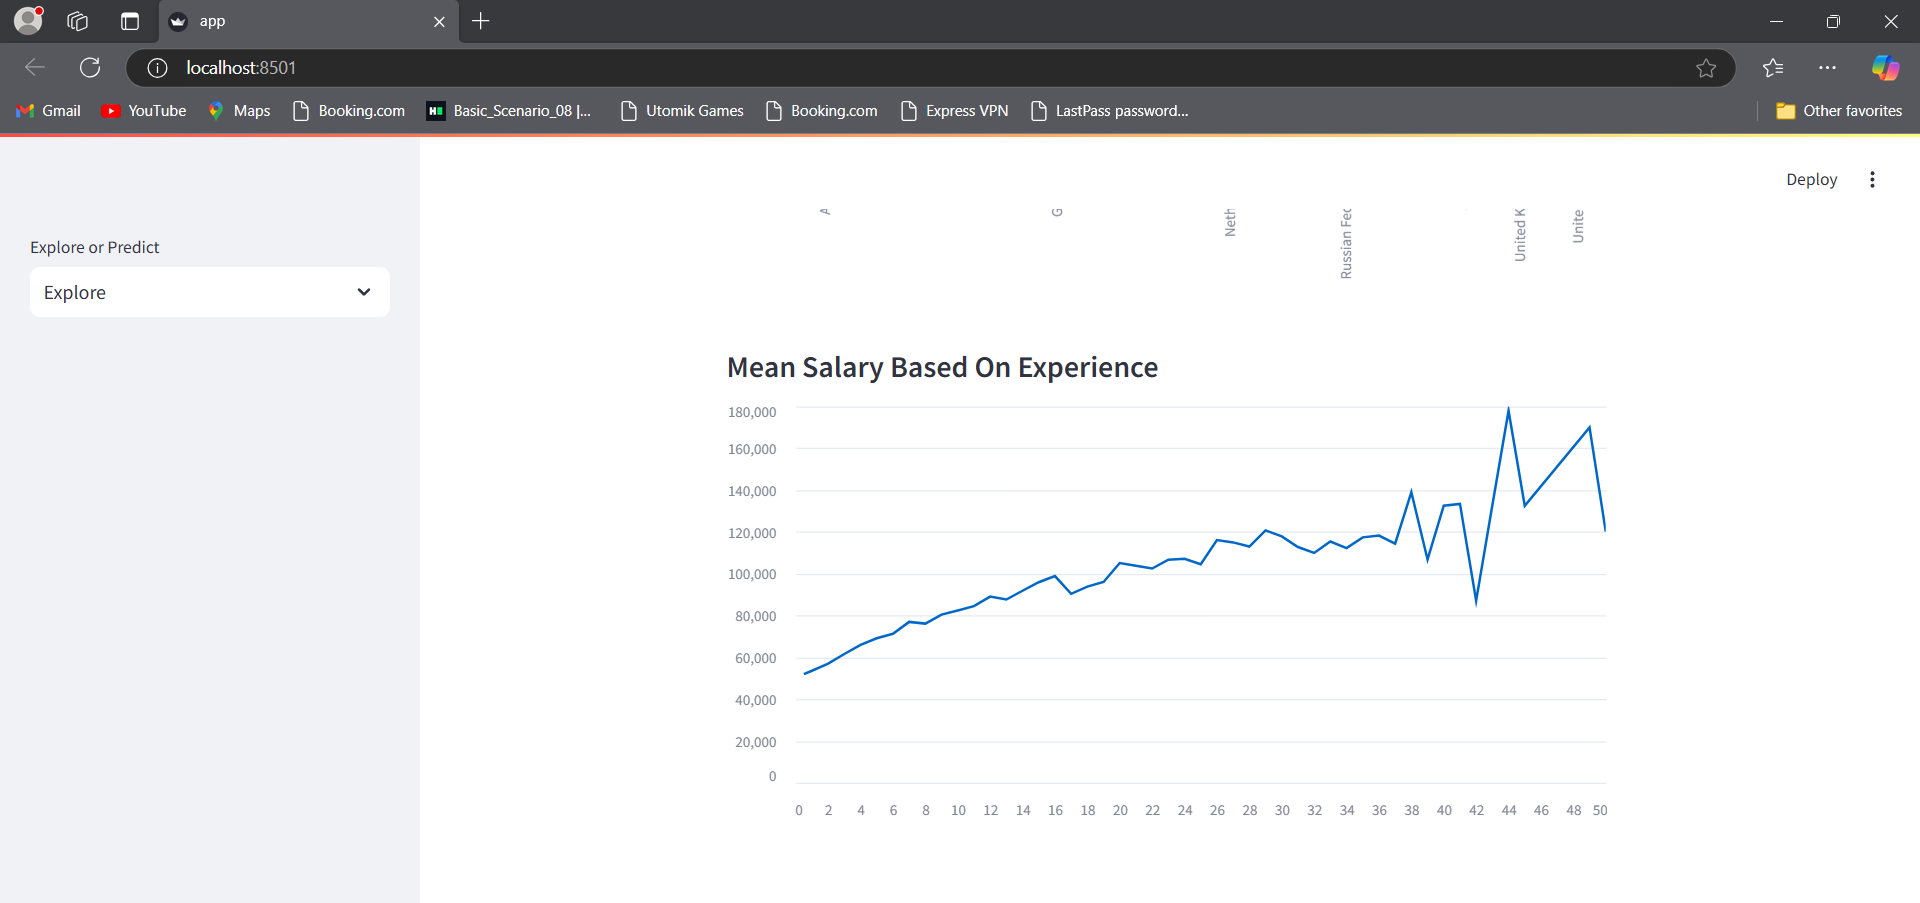 app
localhost:8501
Gmail
YouTube
Maps
Booking.com
Basic_Scenario_08 |...
Utomik Games
Booking.com
Express VPN
LastPass password...
Other favorites
Deploy
Explore or Predict
Explore
A
G
Neth
Russian Fec
United K
Unite
Mean Salary Based On Experience
180,000
160,000
140,000
120,000
100,000
80,000
60,000
40,000
20,000
0
0 2 4 6 8 10 12 14 16 18 20 22 24 26 28 30 32 34 36 38 40 42 44 46 48 50